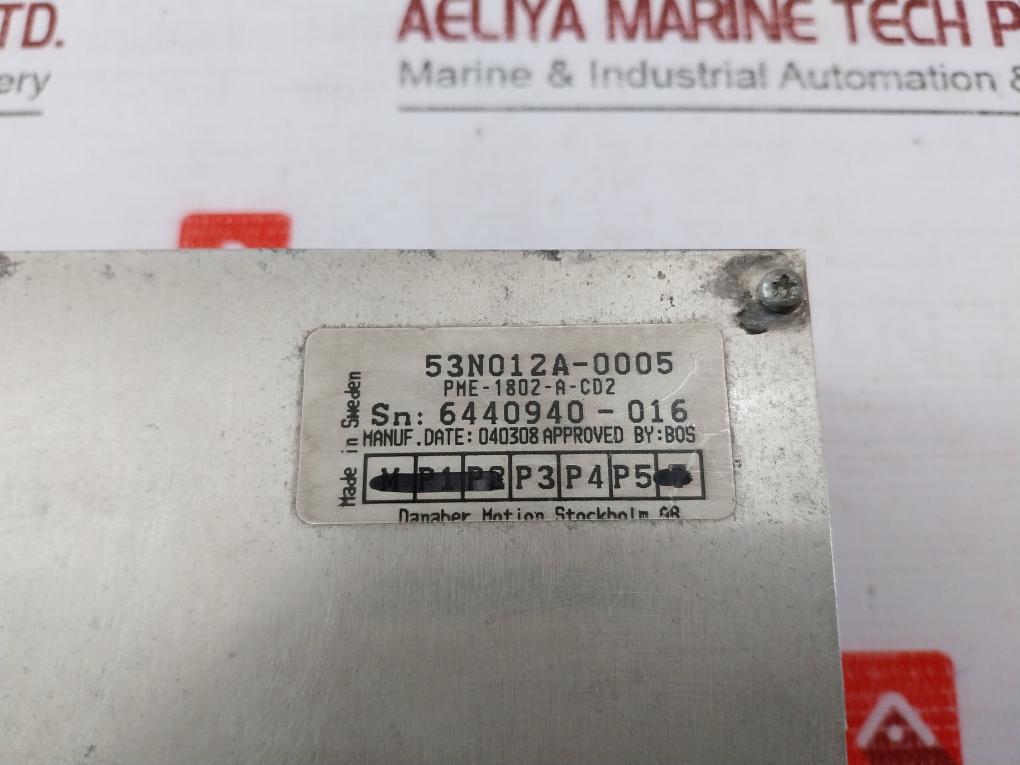 TD.
ery
AELIYA MARINE TECH P
Marine & Industrial Automation &
53N012A-0005
PME-1802-A-CD2
Sn: 6440940-016
MANUF.DATE: 040308 APPROVED BY:BOS
M P1 P2 P3 P4 P5
Danaher Motion Stockholm AB
Made in Sweden